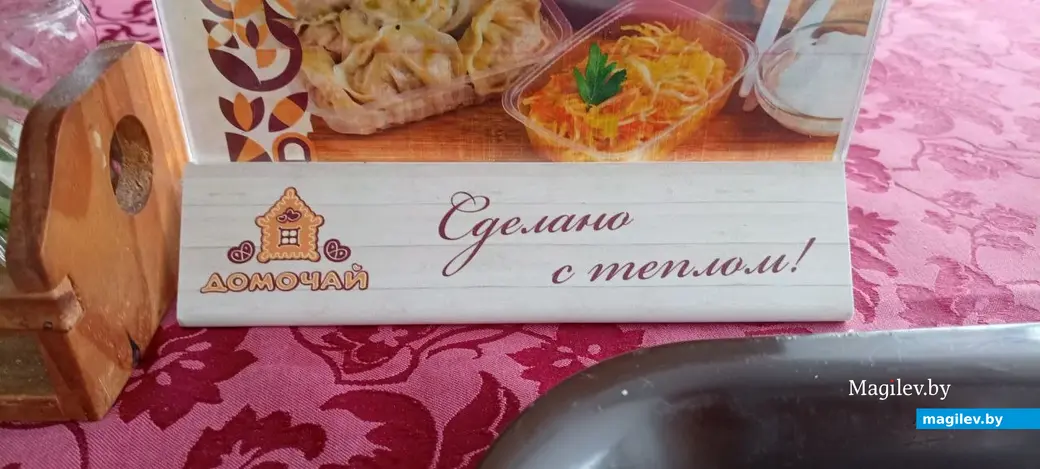 ДОМОЧАЙ
Сделано
с теплом!
Magilev.by
magilev.by